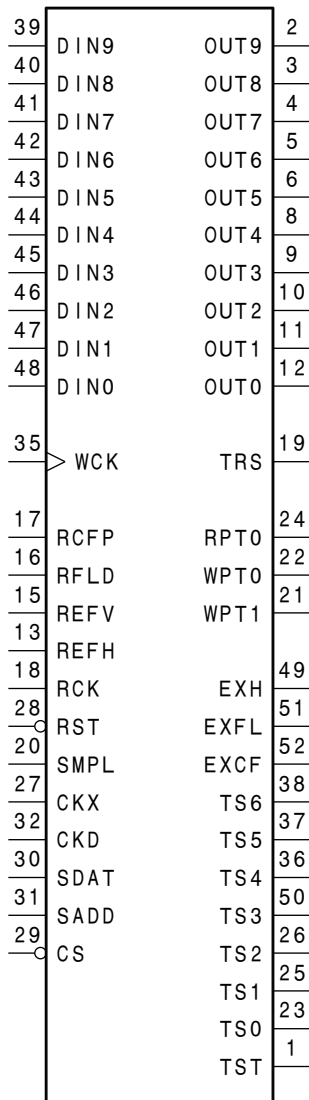 39 DIN9 OUT9 2
40 DIN8 OUT8 3
41 DIN7 OUT7 4
42 DIN6 OUT6 5
43 DIN5 OUT5 6
44 DIN4 OUT4 8
45 DIN3 OUT3 9
46 DIN2 OUT2 10
47 DIN1 OUT1 11
48 DIN0 OUT0 12
35 WCK TRS 19
17 RCFP RPT0 24
16 RFLD WPT0 22
15 REFV WPT1 21
13 REFH
18 RCK EXH 49
28 RST EXFL 51
20 SMPL EXCF 52
27 CKX TS6 38
32 CKD TS5 37
30 SDAT TS4 36
31 SADD TS3 50
29 CS TS2 26
TS1 25
TS0 23
TST 1